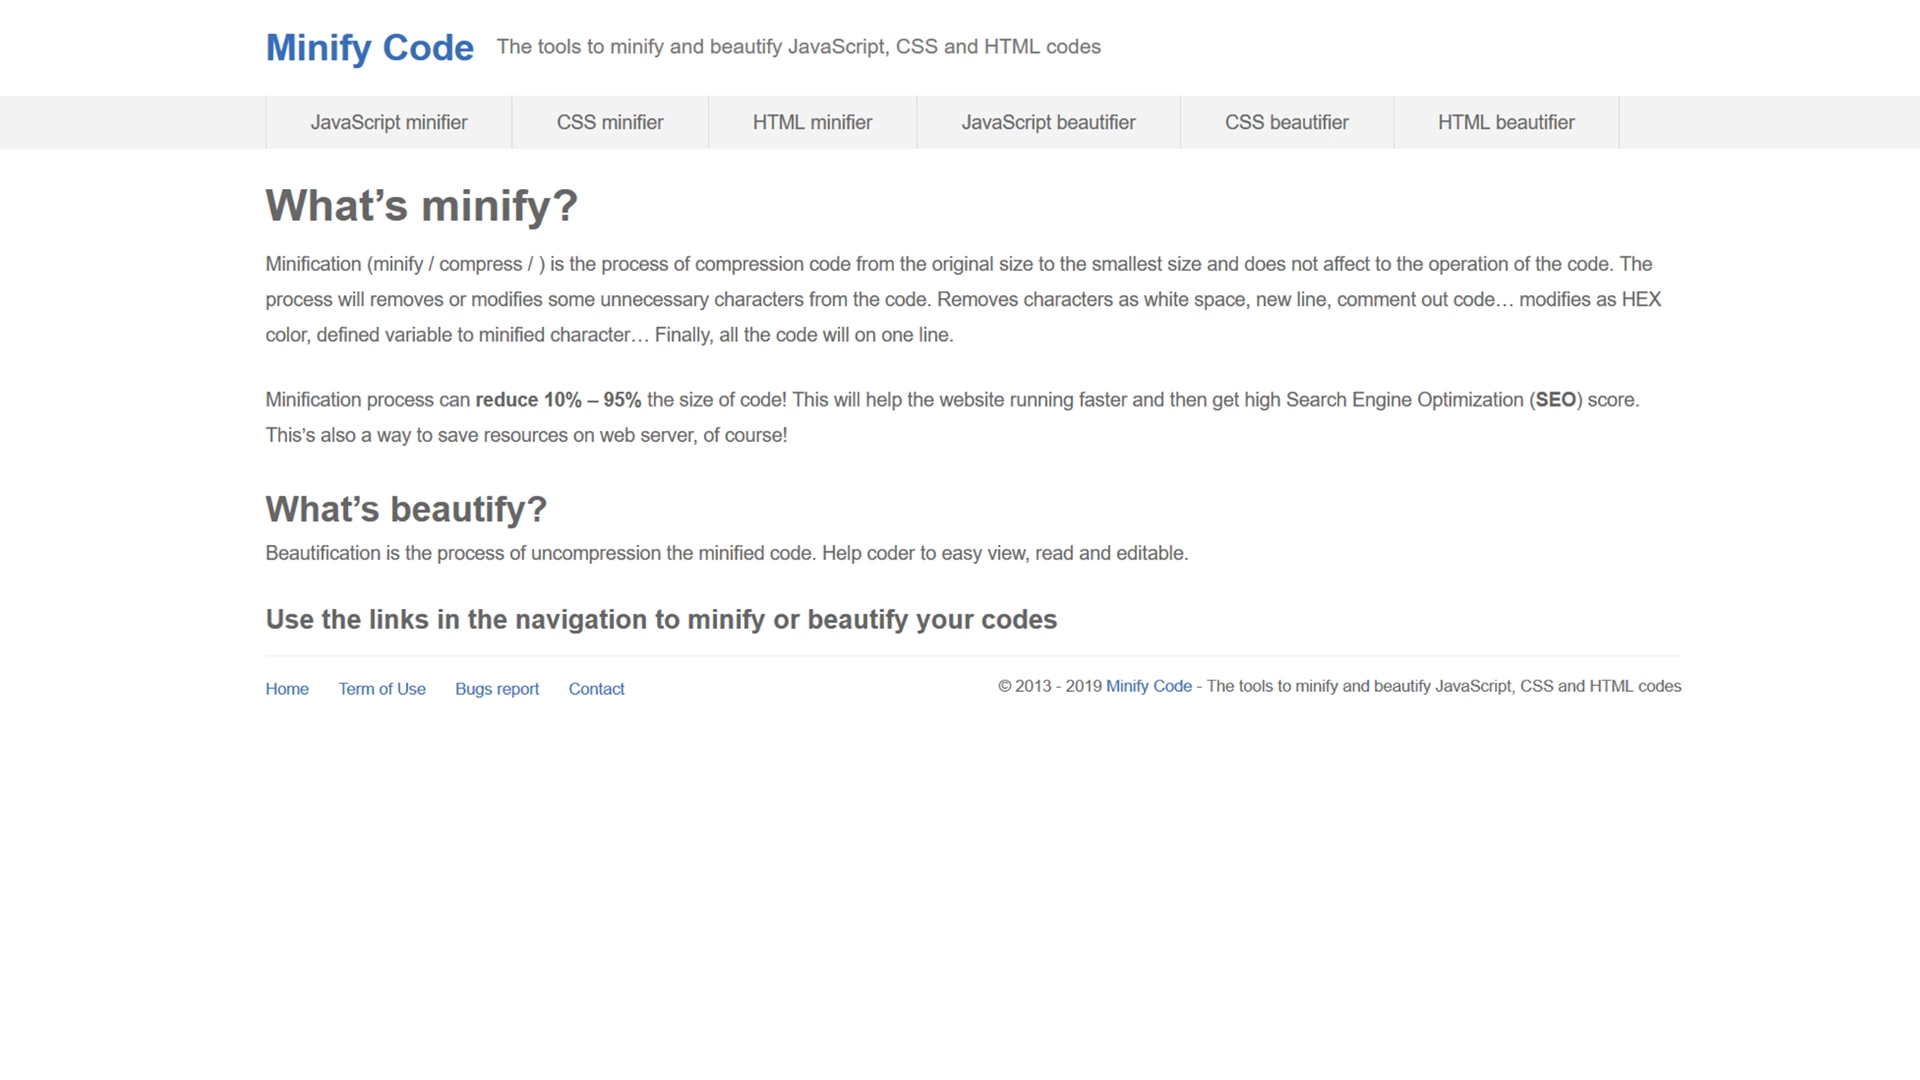 Minify Code The tools to minify and beautify JavaScript, CSS and HTML codes
JavaScript minifier CSS minifier HTML minifier JavaScript beautifier CSS beautifier HTML beautifier
What’s minify?
Minification (minify / compress / ) is the process of compression code from the original size to the smallest size and does not affect to the operation of the code. The
process will removes or modifies some unnecessary characters from the code. Removes characters as white space, new line, comment out code… modifies as HEX
color, defined variable to minified character… Finally, all the code will on one line.
Minification process can reduce 10% – 95% the size of code! This will help the website running faster and then get high Search Engine Optimization (SEO) score.
This’s also a way to save resources on web server, of course!
What’s beautify?
Beautification is the process of uncompression the minified code. Help coder to easy view, read and editable.
Use the links in the navigation to minify or beautify your codes
Home Term of Use Bugs report Contact
© 2013 - 2019 Minify Code - The tools to minify and beautify JavaScript, CSS and HTML codes